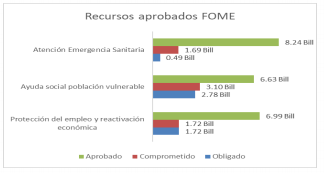 Recursos aprobados FOME
Atención Emergencia Sanitaria
8.24 Bill
1.69 Bill
0.49 Bill
Ayuda social población vulnerable
6.63 Bill
3.10 Bill
2.78 Bill
Protección del empleo y reactivación
económica
6.99 Bill
1.72 Bill
1.72 Bill
Aprobado Comprometido Obligado